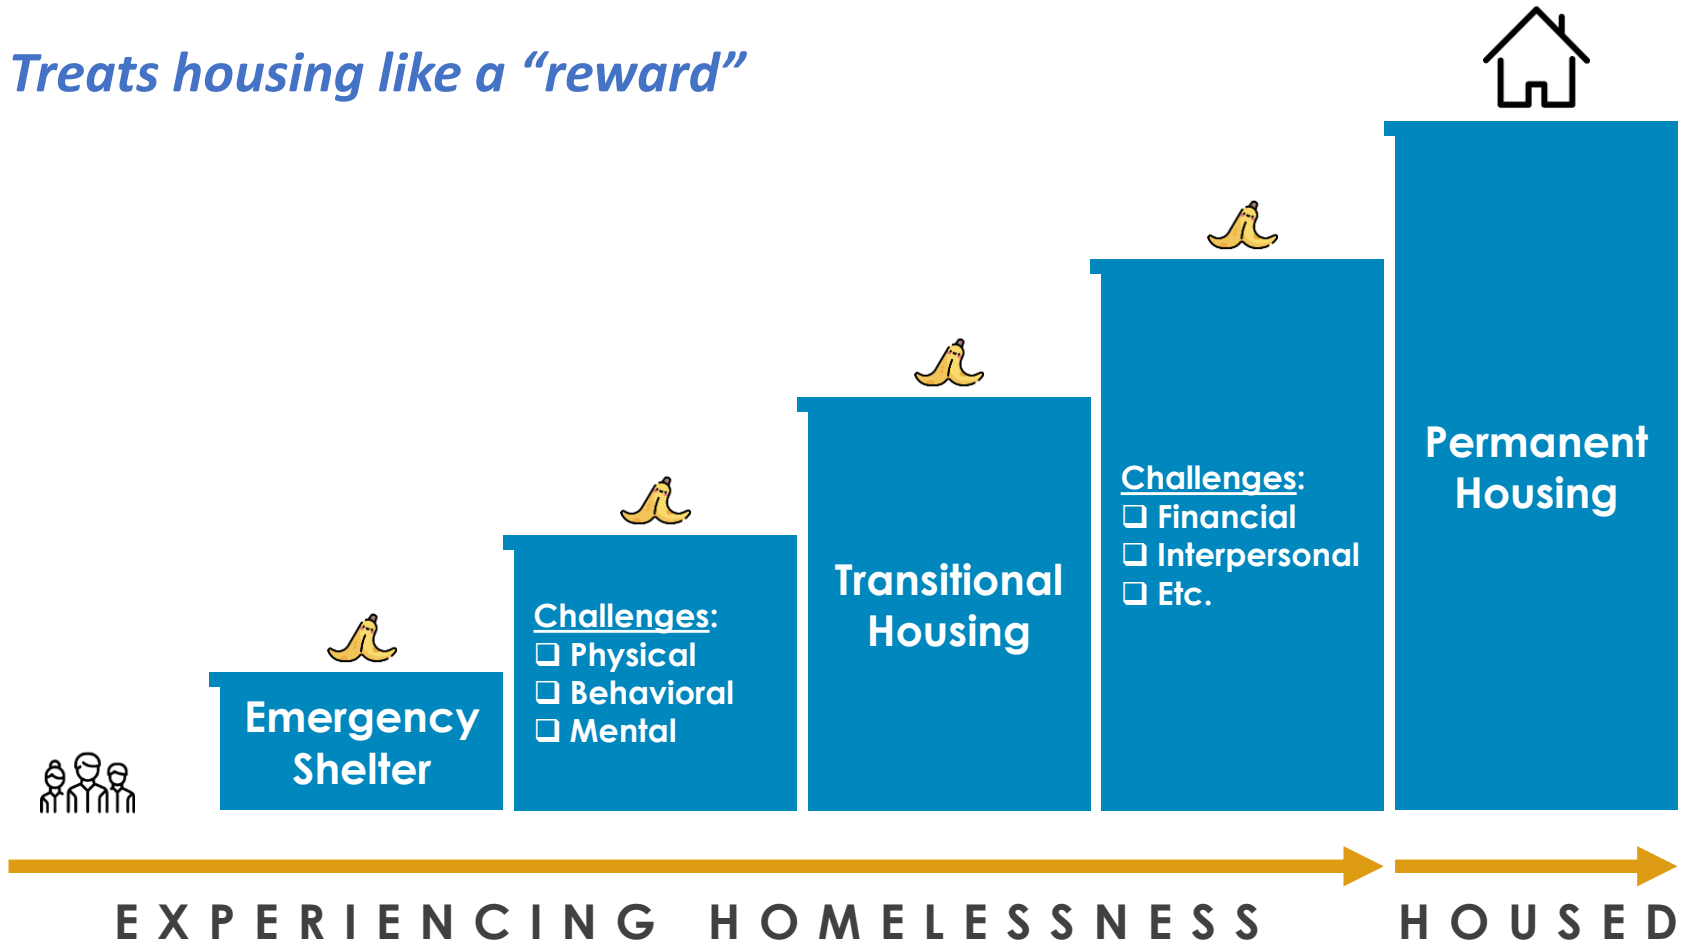 Treats housing like a “reward”
Emergency
Shelter
Challenges:
❑ Physical
❑ Behavioral
❑ Mental
Transitional
Housing
Challenges:
❑ Financial
❑ Interpersonal
❑ Etc.
Permanent
Housing
EXPERIENCING HOMELESSNESS
HOUSED